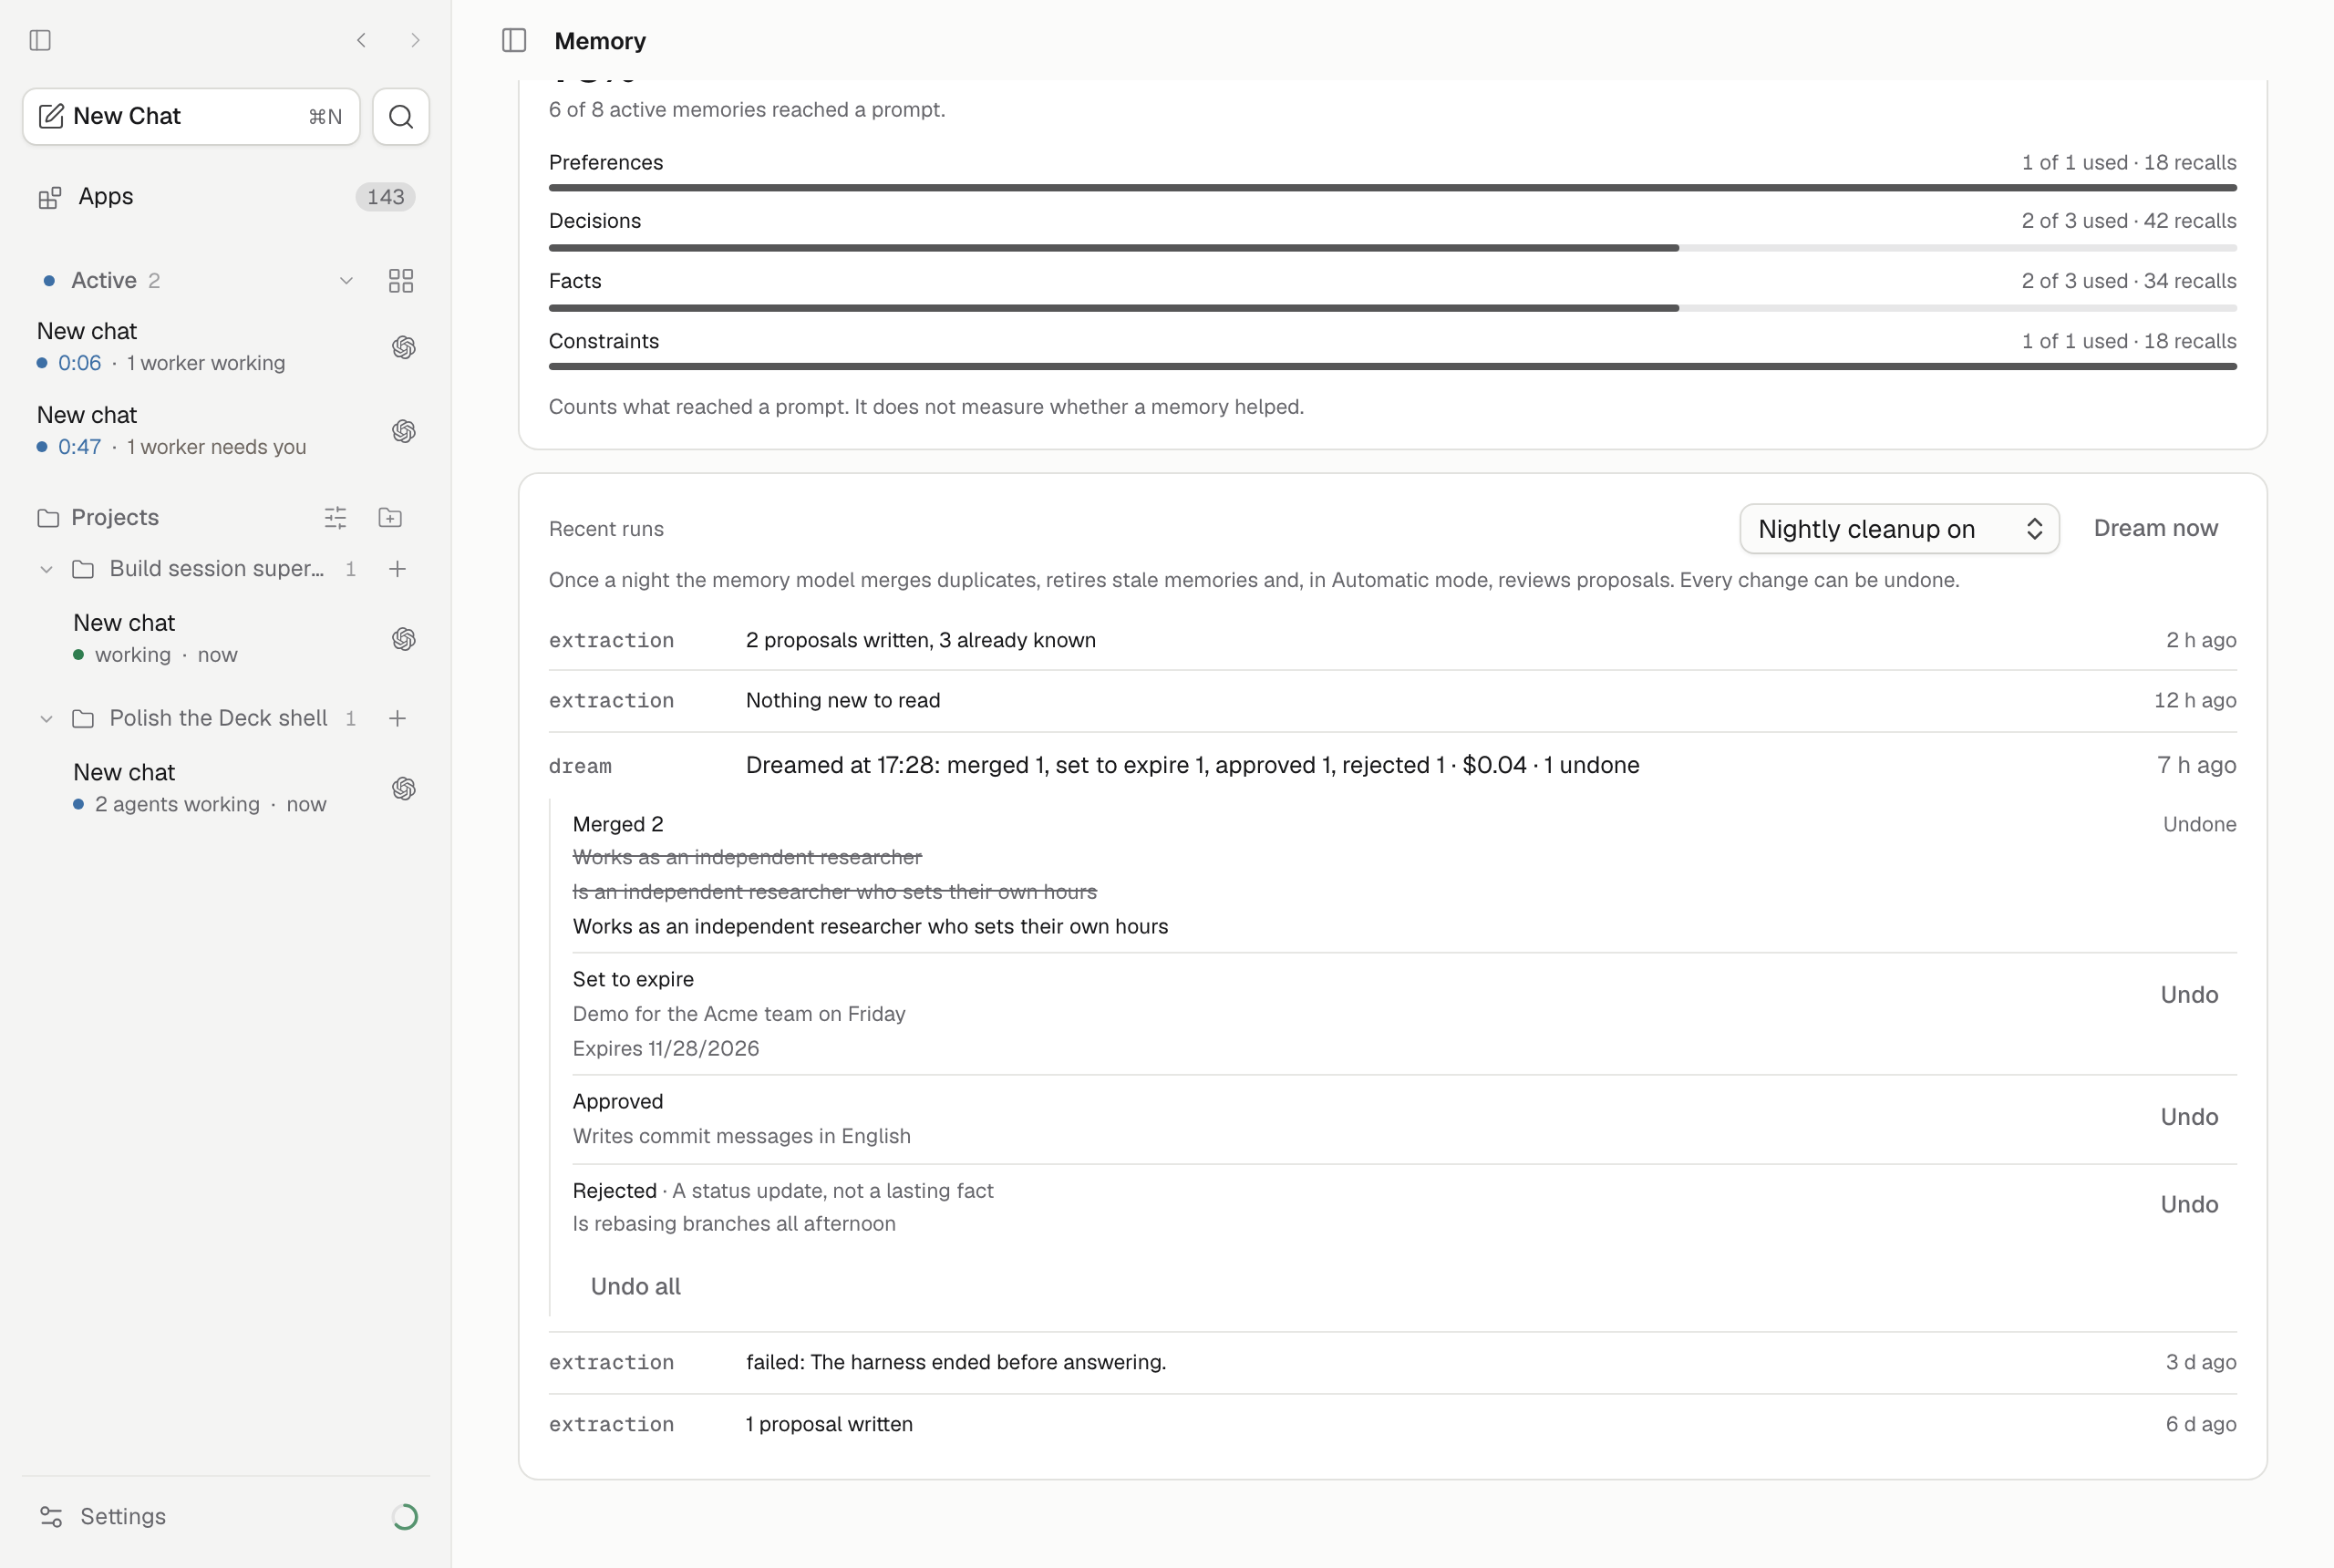 Memory
New Chat ⌘N
Apps 143
Active 2
New chat
0:06 · 1 worker working
New chat
0:47 · 1 worker needs you
Projects
Build session super... 1
New chat
working · now
Polish the Deck shell 1
New chat
2 agents working · now
Settings
6 of 8 active memories reached a prompt.
Preferences 1 of 1 used · 18 recalls
Decisions 2 of 3 used · 42 recalls
Facts 2 of 3 used · 34 recalls
Constraints 1 of 1 used · 18 recalls
Counts what reached a prompt. It does not measure whether a memory helped.
Recent runs Nightly cleanup on Dream now
Once a night the memory model merges duplicates, retires stale memories and, in Automatic mode, reviews proposals. Every change can be undone.
extraction 2 proposals written, 3 already known 2 h ago
extraction Nothing new to read 12 h ago
dream Dreamed at 17:28: merged 1, set to expire 1, approved 1, rejected 1 · $0.04 · 1 undone 7 h ago
Merged 2 Undone
Works as an independent researcher
Is an independent researcher who sets their own hours
Works as an independent researcher who sets their own hours
Set to expire Undo
Demo for the Acme team on Friday
Expires 11/28/2026
Approved Undo
Writes commit messages in English
Rejected · A status update, not a lasting fact Undo
Is rebasing branches all afternoon
Undo all
extraction failed: The harness ended before answering. 3 d ago
extraction 1 proposal written 6 d ago